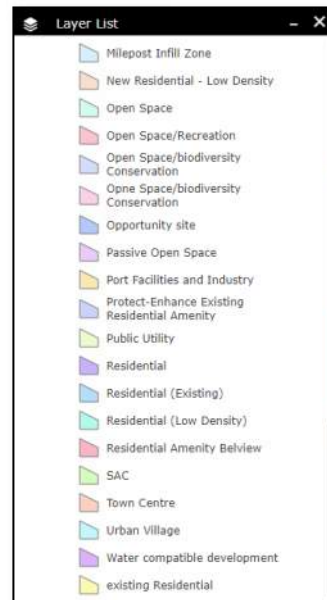 Layer List
Milepost Infill Zone
New Residential - Low Density
Open Space
Open Space/Recreation
Open Space/biodiversity
Conservation
Opne Space/biodiversity
Conservation
Opportunity site
Passive Open Space
Port Facilities and Industry
Protect-Enhance Existing
Residential Amenity
Public Utility
Residential
Residential (Existing)
Residential (Low Density)
Residential Amenity Belview
SAC
Town Centre
Urban Village
Water compatible development
existing Residential